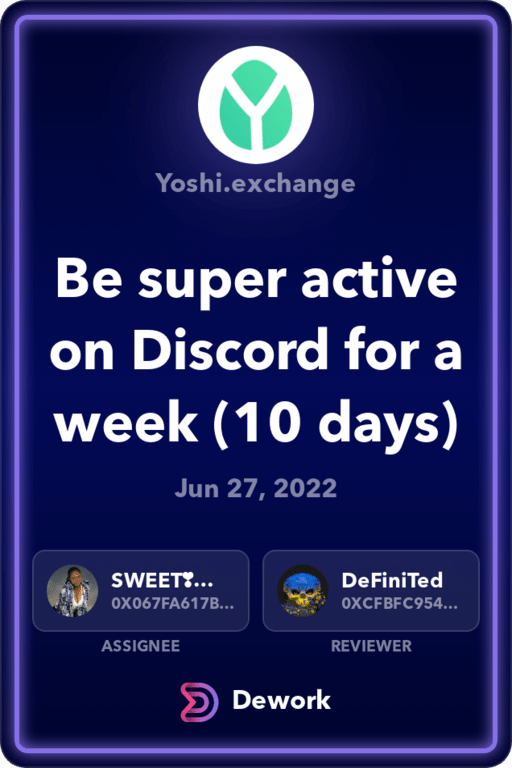 Yoshi.exchange
Be super active
on Discord for a
week (10 days)
Jun 27, 2022
SWEET❣...
0X067FA617B...
ASSIGNEE
DeFiniTed
0XCFBFC954...
REVIEWER
Dework